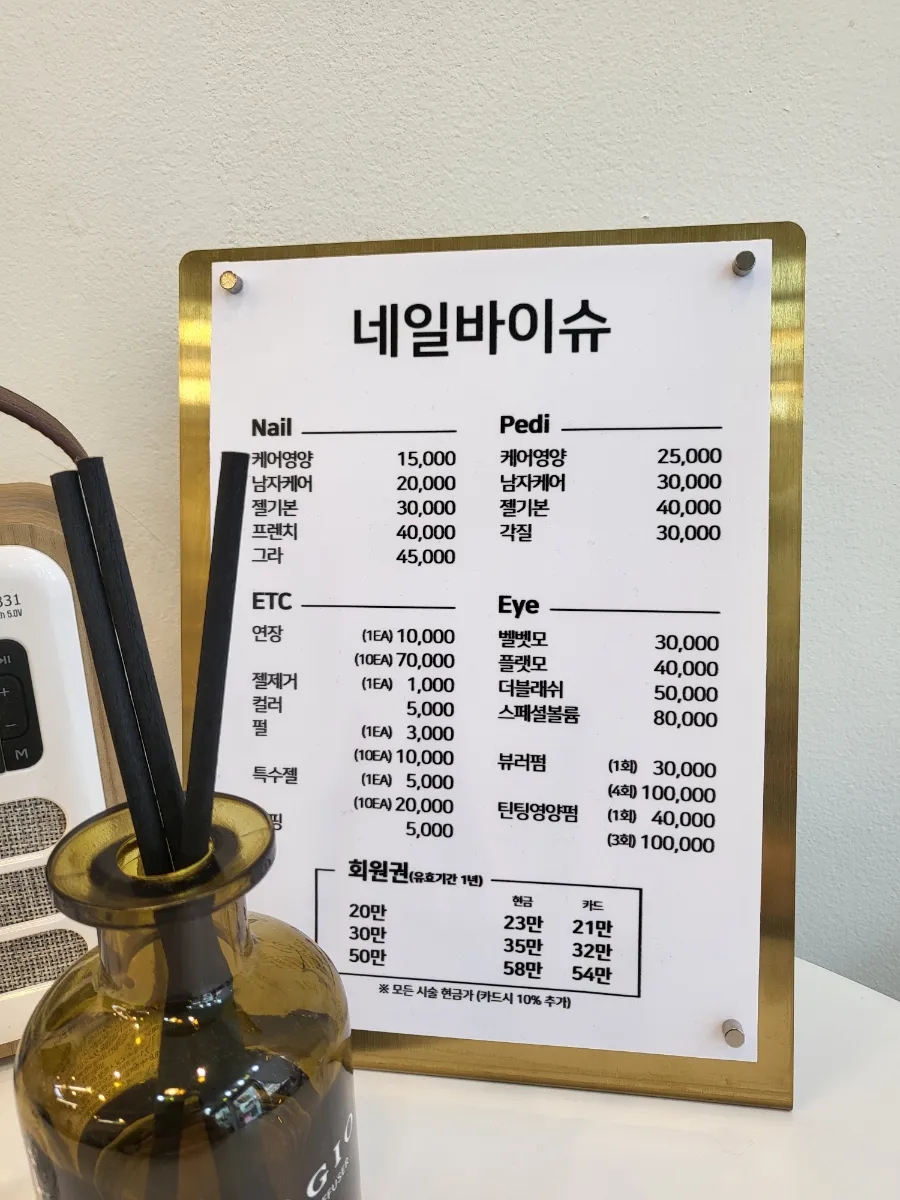 네일바이슈
Nail
케어영양 15,000
남자케어 20,000
젤기본 30,000
프렌치 40,000
그라 45,000
Pedi
케어영양 25,000
남자케어 30,000
젤기본 40,000
각질 30,000
ETC
연장 (1EA) 10,000
(10EA) 70,000
젤제거 (1EA) 1,000
컬러 5,000
펄 (1EA) 3,000
(10EA) 10,000
특수젤 (1EA) 5,000
(10EA) 20,000
5,000
Eye
벨벳모 30,000
플랫모 40,000
더블래쉬 50,000
스페셜볼륨 80,000
뷰러펌 (1회) 30,000
(4회) 100,000
틴팅영양펌 (1회) 40,000
(3회) 100,000
회원권(유효기간 1년)
현금 카드
20만 23만 21만
30만 35만 32만
50만 58만 54만
※ 모든 시술 현금가 (카드시 10% 추가)
331
5.0V
M
GIO